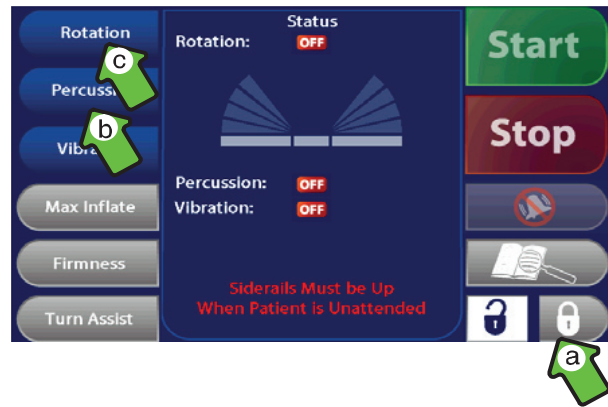 Rotation
Percussi
Vibra
Max Inflate
Firmness
Turn Assist
Status
Rotation: OFF
Percussion: OFF
Vibration: OFF
Siderails Must be Up
When Patient is Unattended
Start
Stop
c
b
a